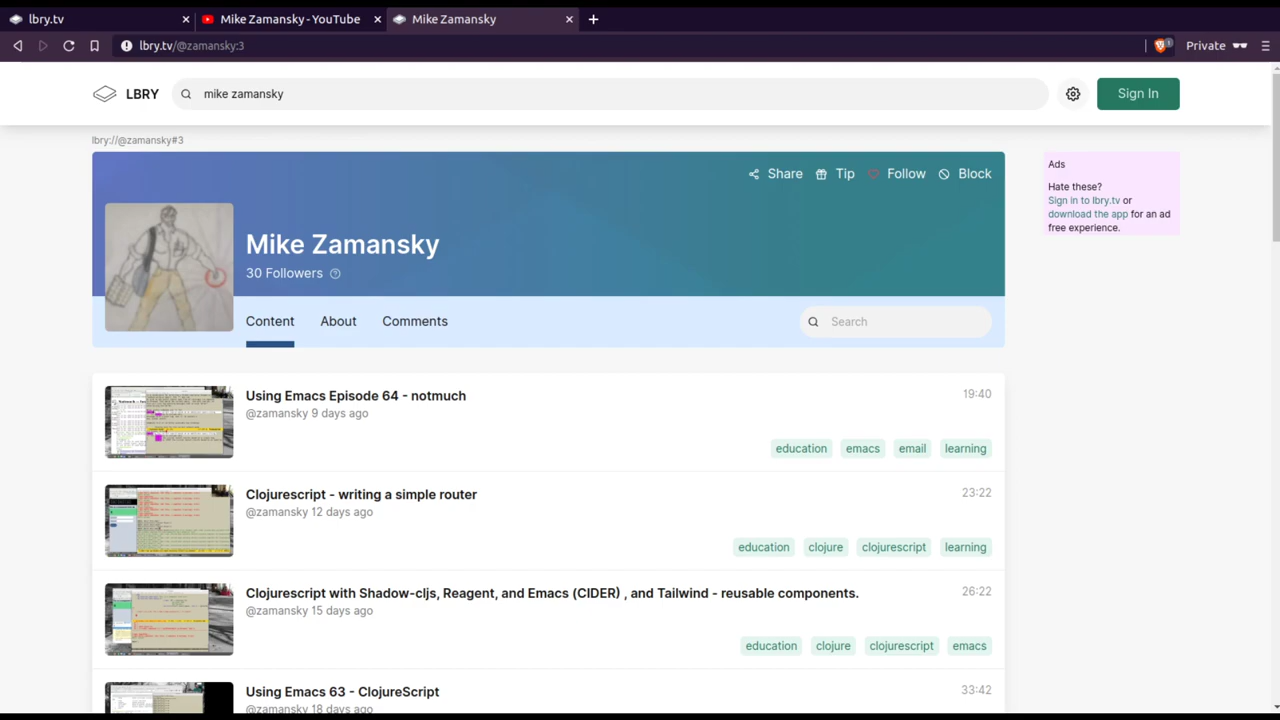 lbry.tv
Mike Zamansky - YouTube
Mike Zamansky
lbry.tv/@zamansky:3
1
Private
LBRY
mike zamansky
Sign In
lbry://@zamansky#3
Share
Tip
Follow
Block
Mike Zamansky
30 Followers
Content
About
Comments
Search
Ads
Hate these?
Sign in to lbry.tv or
download the app for an ad
free experience.
Using Emacs Episode 64 - notmuch
19:40
@zamansky 9 days ago
education emacs email learning
Clojurescript - writing a simple router
23:22
@zamansky 12 days ago
education clojure clojurescript learning
Clojurescript with Shadow-cljs, Reagent, and Emacs (CIDER) , and Tailwind - reusable components.
26:22
@zamansky 15 days ago
education clojure clojurescript emacs
Using Emacs 63 - ClojureScript
33:42
@zamansky 18 days ago